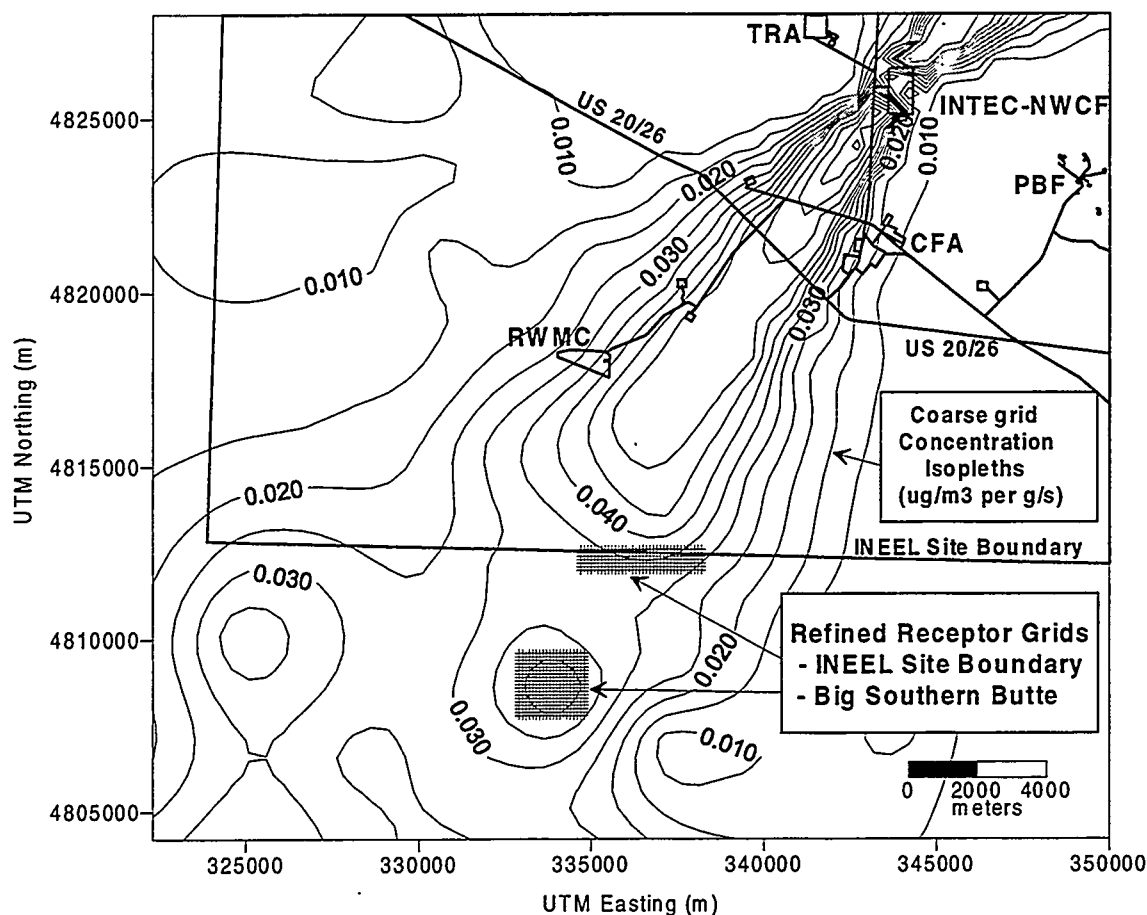 TRA
INTEC-NWCF
US 20/26
0.010
0.020
0.010
0.020
PBF
0.030
CFA
0.010
0.030
RWMC
US 20/26
Coarse grid
Concentration
Isopleths
(ug/m3 per g/s)
0.020
0.040
INEEL Site Boundary
0.030
Refined Receptor Grids
- INEEL Site Boundary
- Big Southern Butte
0.020
0.030
0.010
0 2000 4000
meters
4825000
4820000
4815000
4810000
4805000
UTM Northing (m)
325000 330000 335000 340000 345000 350000
UTM Easting (m)